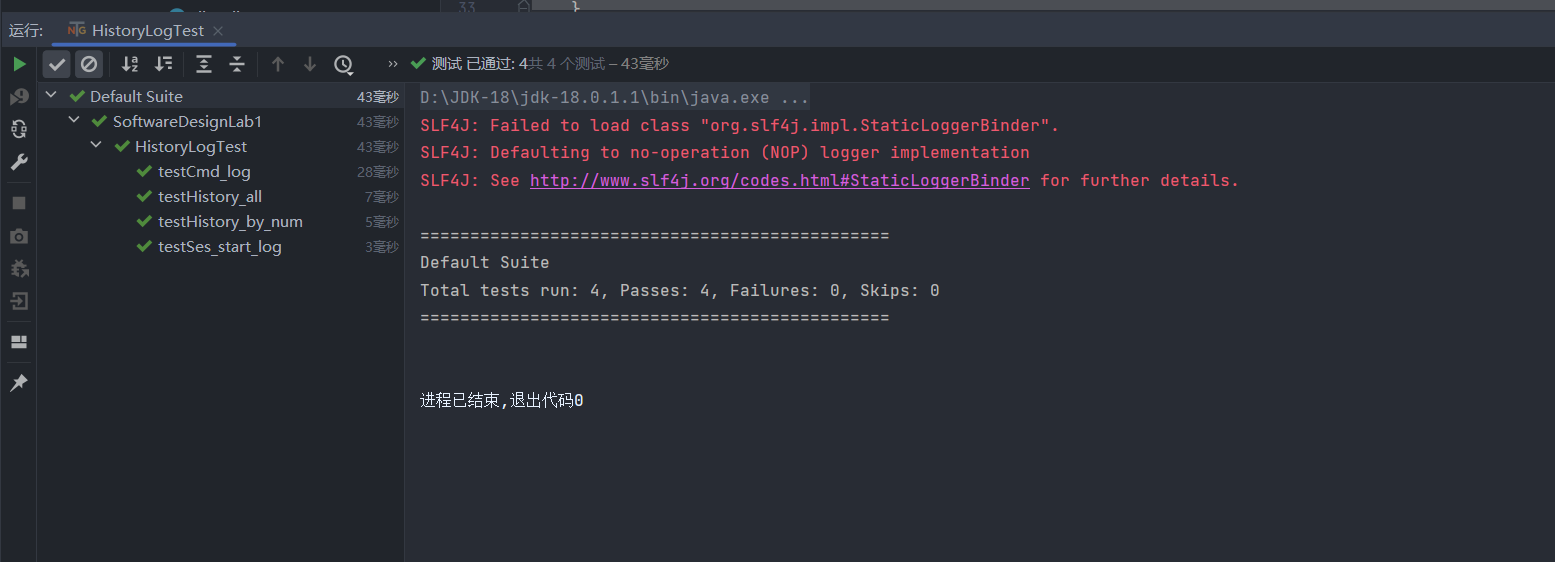 33 }
运行: HistoryLogTest
测试 已通过: 4共 4 个测试 – 43毫秒
Default Suite 43毫秒
SoftwareDesignLab1 43毫秒
HistoryLogTest 43毫秒
testCmd_log 28毫秒
testHistory_all 7毫秒
testHistory_by_num 5毫秒
testSes_start_log 3毫秒
D:\JDK-18\jdk-18.0.1.1\bin\java.exe ...
SLF4J: Failed to load class "org.slf4j.impl.StaticLoggerBinder".
SLF4J: Defaulting to no-operation (NOP) logger implementation
SLF4J: See http://www.slf4j.org/codes.html#StaticLoggerBinder for further details.
===============================================
Default Suite
Total tests run: 4, Passes: 4, Failures: 0, Skips: 0
===============================================
进程已结束,退出代码0